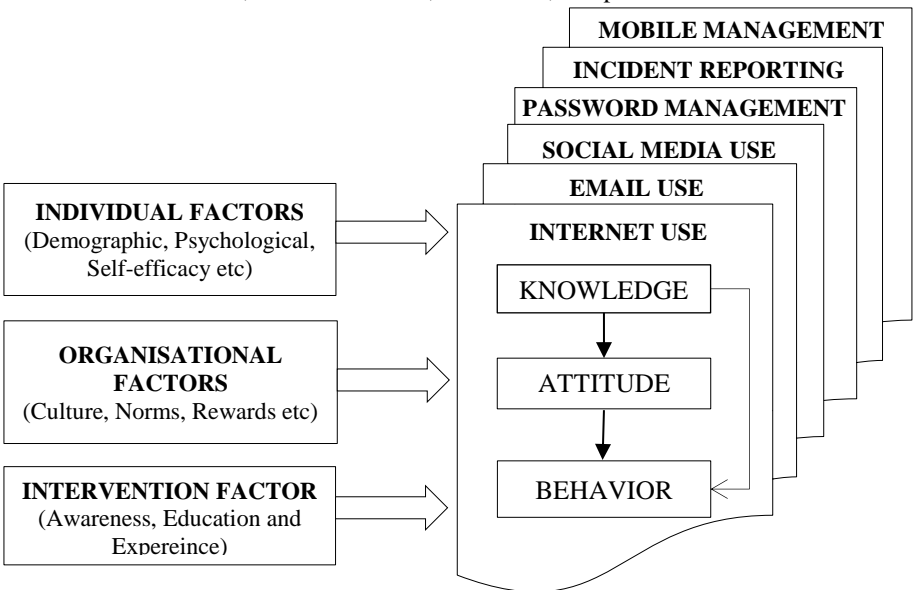 MOBILE MANAGEMENT
INCIDENT REPORTING
PASSWORD MANAGEMENT
SOCIAL MEDIA USE
EMAIL USE
INTERNET USE
KNOWLEDGE
ATTITUDE
BEHAVIOR
INDIVIDUAL FACTORS
(Demographic, Psychological,
Self-efficacy etc)
ORGANISATIONAL
FACTORS
(Culture, Norms, Rewards etc)
INTERVENTION FACTOR
(Awareness, Education and
Expereince)